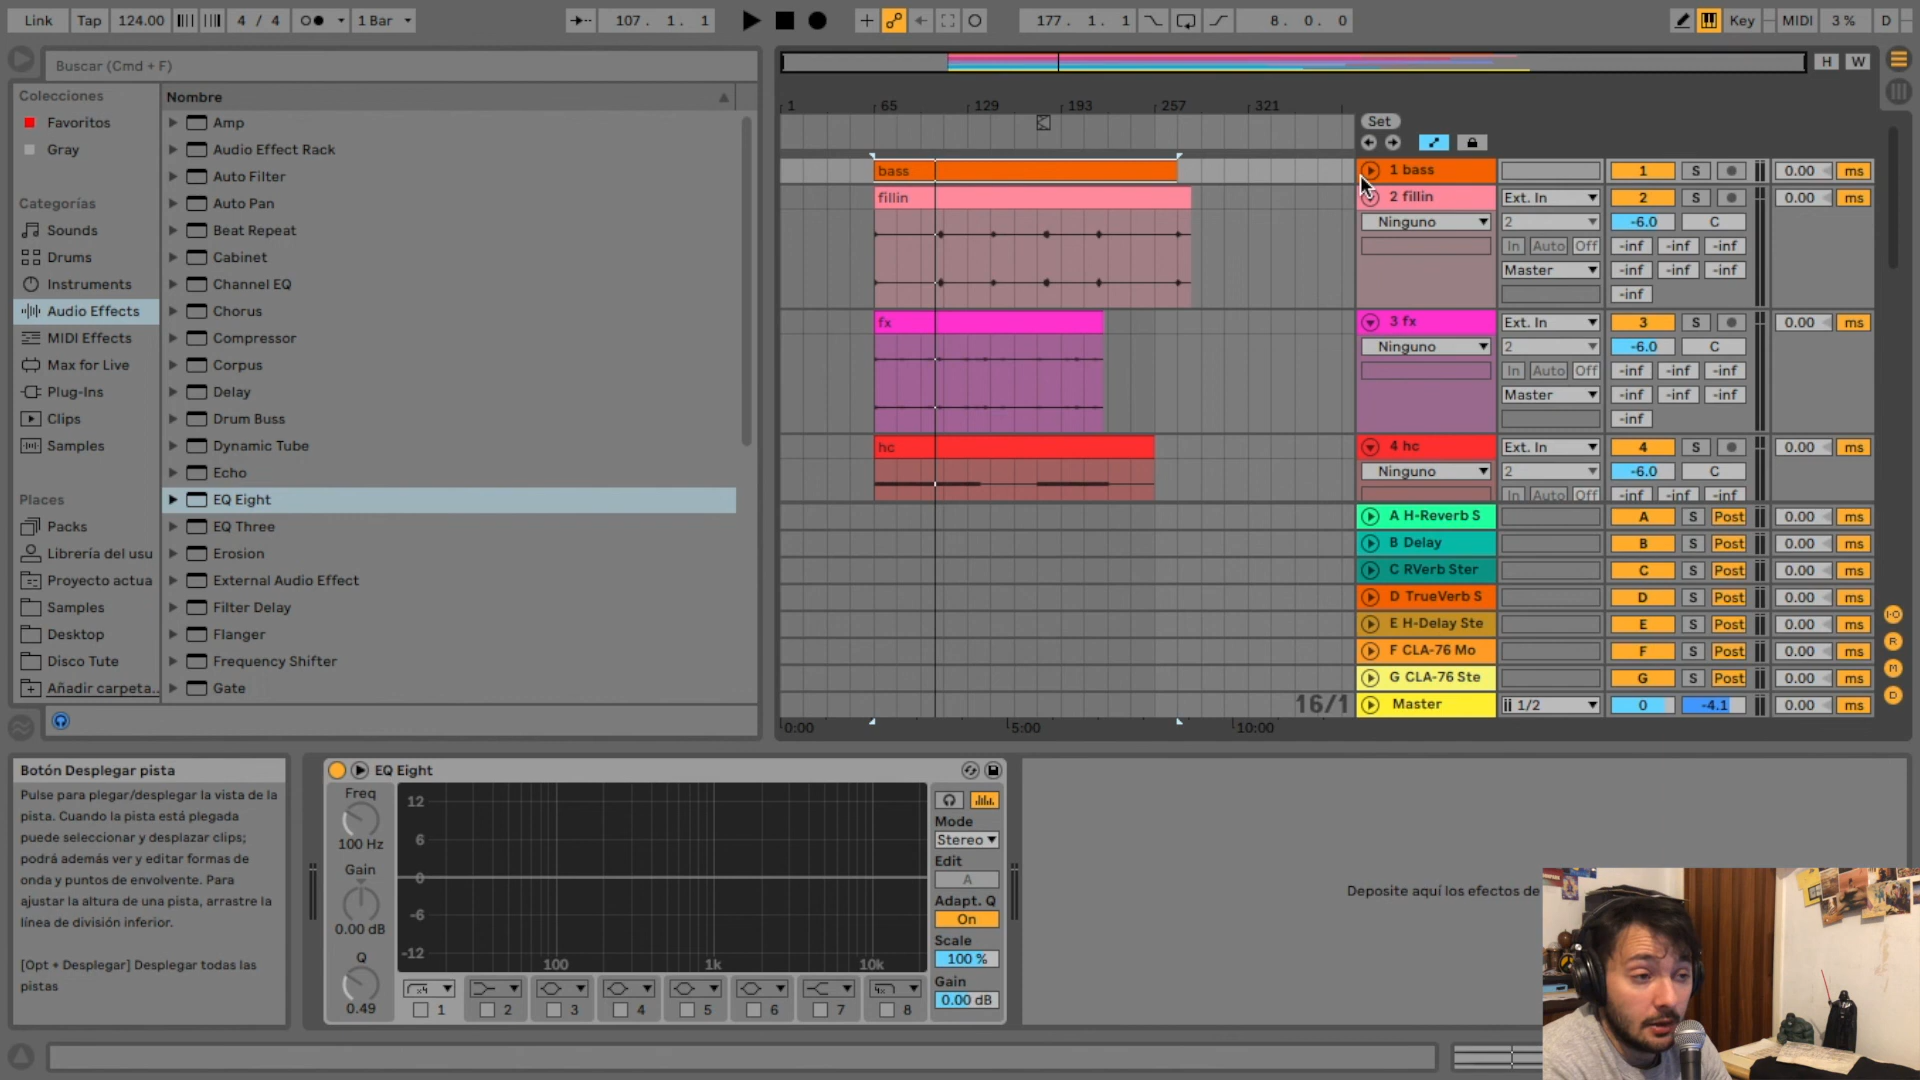 Link Tap 124.00 4 / 4 1 Bar 107. 1. 1 177. 1. 1 8. 0. 0 Key MIDI 3 % D
Buscar (Cmd + F)
H W
Colecciones
Favoritos
Gray
Categorías
Sounds
Drums
Instruments
Audio Effects
MIDI Effects
Max for Live
Plug-Ins
Clips
Samples
Places
Packs
Librería del usu
Proyecto actua
Samples
Desktop
Disco Tute
Añadir carpeta..
Nombre
Amp
Audio Effect Rack
Auto Filter
Auto Pan
Beat Repeat
Cabinet
Channel EQ
Chorus
Compressor
Corpus
Delay
Drum Buss
Dynamic Tube
Echo
EQ Eight
EQ Three
Erosion
External Audio Effect
Filter Delay
Flanger
Frequency Shifter
Gate
1 65 129 193 257 321
Set
bass
1 bass 1 S 0.00 ms
fillin
2 fillin Ext. In 2 S 0.00 ms
Ninguno 2 -6.0 C
In Auto Off -inf -inf -inf
Master -inf -inf -inf
-inf
fx
3 fx Ext. In 3 S 0.00 ms
Ninguno 2 -6.0 C
In Auto Off -inf -inf -inf
Master -inf -inf -inf
-inf
hc
4 hc Ext. In 4 S 0.00 ms
Ninguno 2 -6.0 C
In Auto Off -inf -inf -inf
A H-Reverb S A S Post 0.00 ms
B Delay B S Post 0.00 ms
C RVerb Ster C S Post 0.00 ms
D TrueVerb S D S Post 0.00 ms
E H-Delay Ste E S Post 0.00 ms
F CLA-76 Mo F S Post 0.00 ms
G CLA-76 Ste G S Post 0.00 ms
16/1 Master 1/2 0 -4.1 0.00 ms
0:00 5:00 10:00
I·O
R
M
D
Botón Desplegar pista
Pulse para plegar/desplegar la vista de la
pista. Cuando la pista está plegada
puede seleccionar y desplazar clips;
podrá además ver y editar formas de
onda y puntos de envolvente. Para
ajustar la altura de una pista, arrastre la
línea de división inferior.
[Opt + Desplegar] Desplegar todas las
pistas
EQ Eight
Freq
100 Hz
Gain
0.00 dB
Q
0.49
12
6
0
-6
-12
100 1k 10k
x4 x4
1 2 3 4 5 6 7 8
Mode
Stereo
Edit
A
Adapt. Q
On
Scale
100 %
Gain
0.00 dB
Deposite aquí los efectos de